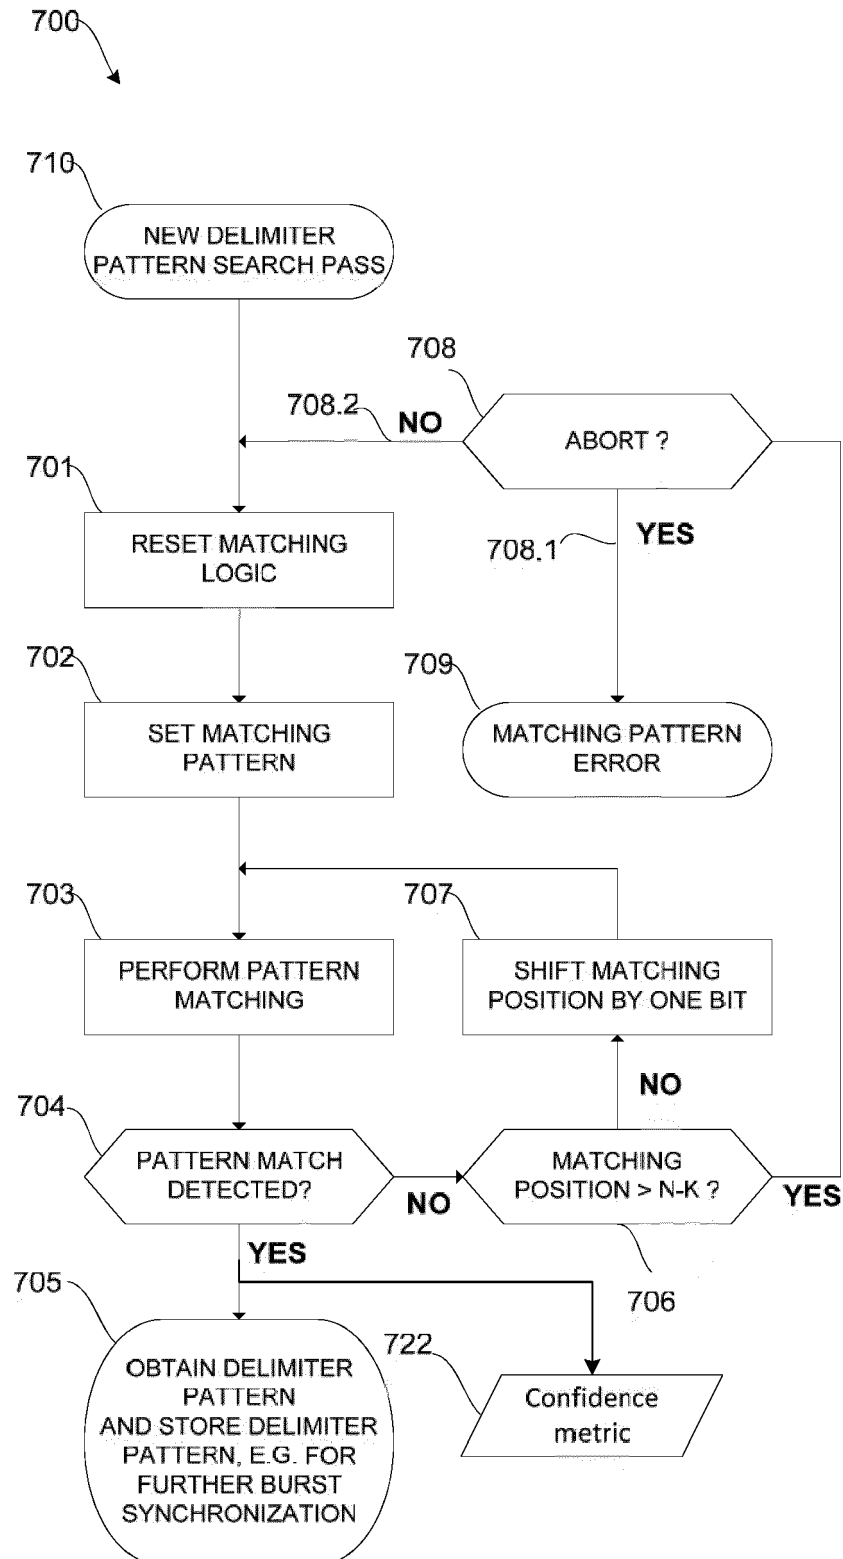 700
710
NEW DELIMITER
PATTERN SEARCH PASS
708
708.2
NO
ABORT ?
701
RESET MATCHING
LOGIC
708.1
YES
702
SET MATCHING
PATTERN
709
MATCHING PATTERN
ERROR
703
PERFORM PATTERN
MATCHING
707
SHIFT MATCHING
POSITION BY ONE BIT
NO
704
PATTERN MATCH
DETECTED?
NO
MATCHING
POSITION > N-K ?
YES
706
YES
705
OBTAIN DELIMITER
PATTERN
AND STORE DELIMITER
PATTERN, E.G. FOR
FURTHER BURST
SYNCHRONIZATION
722
Confidence
metric